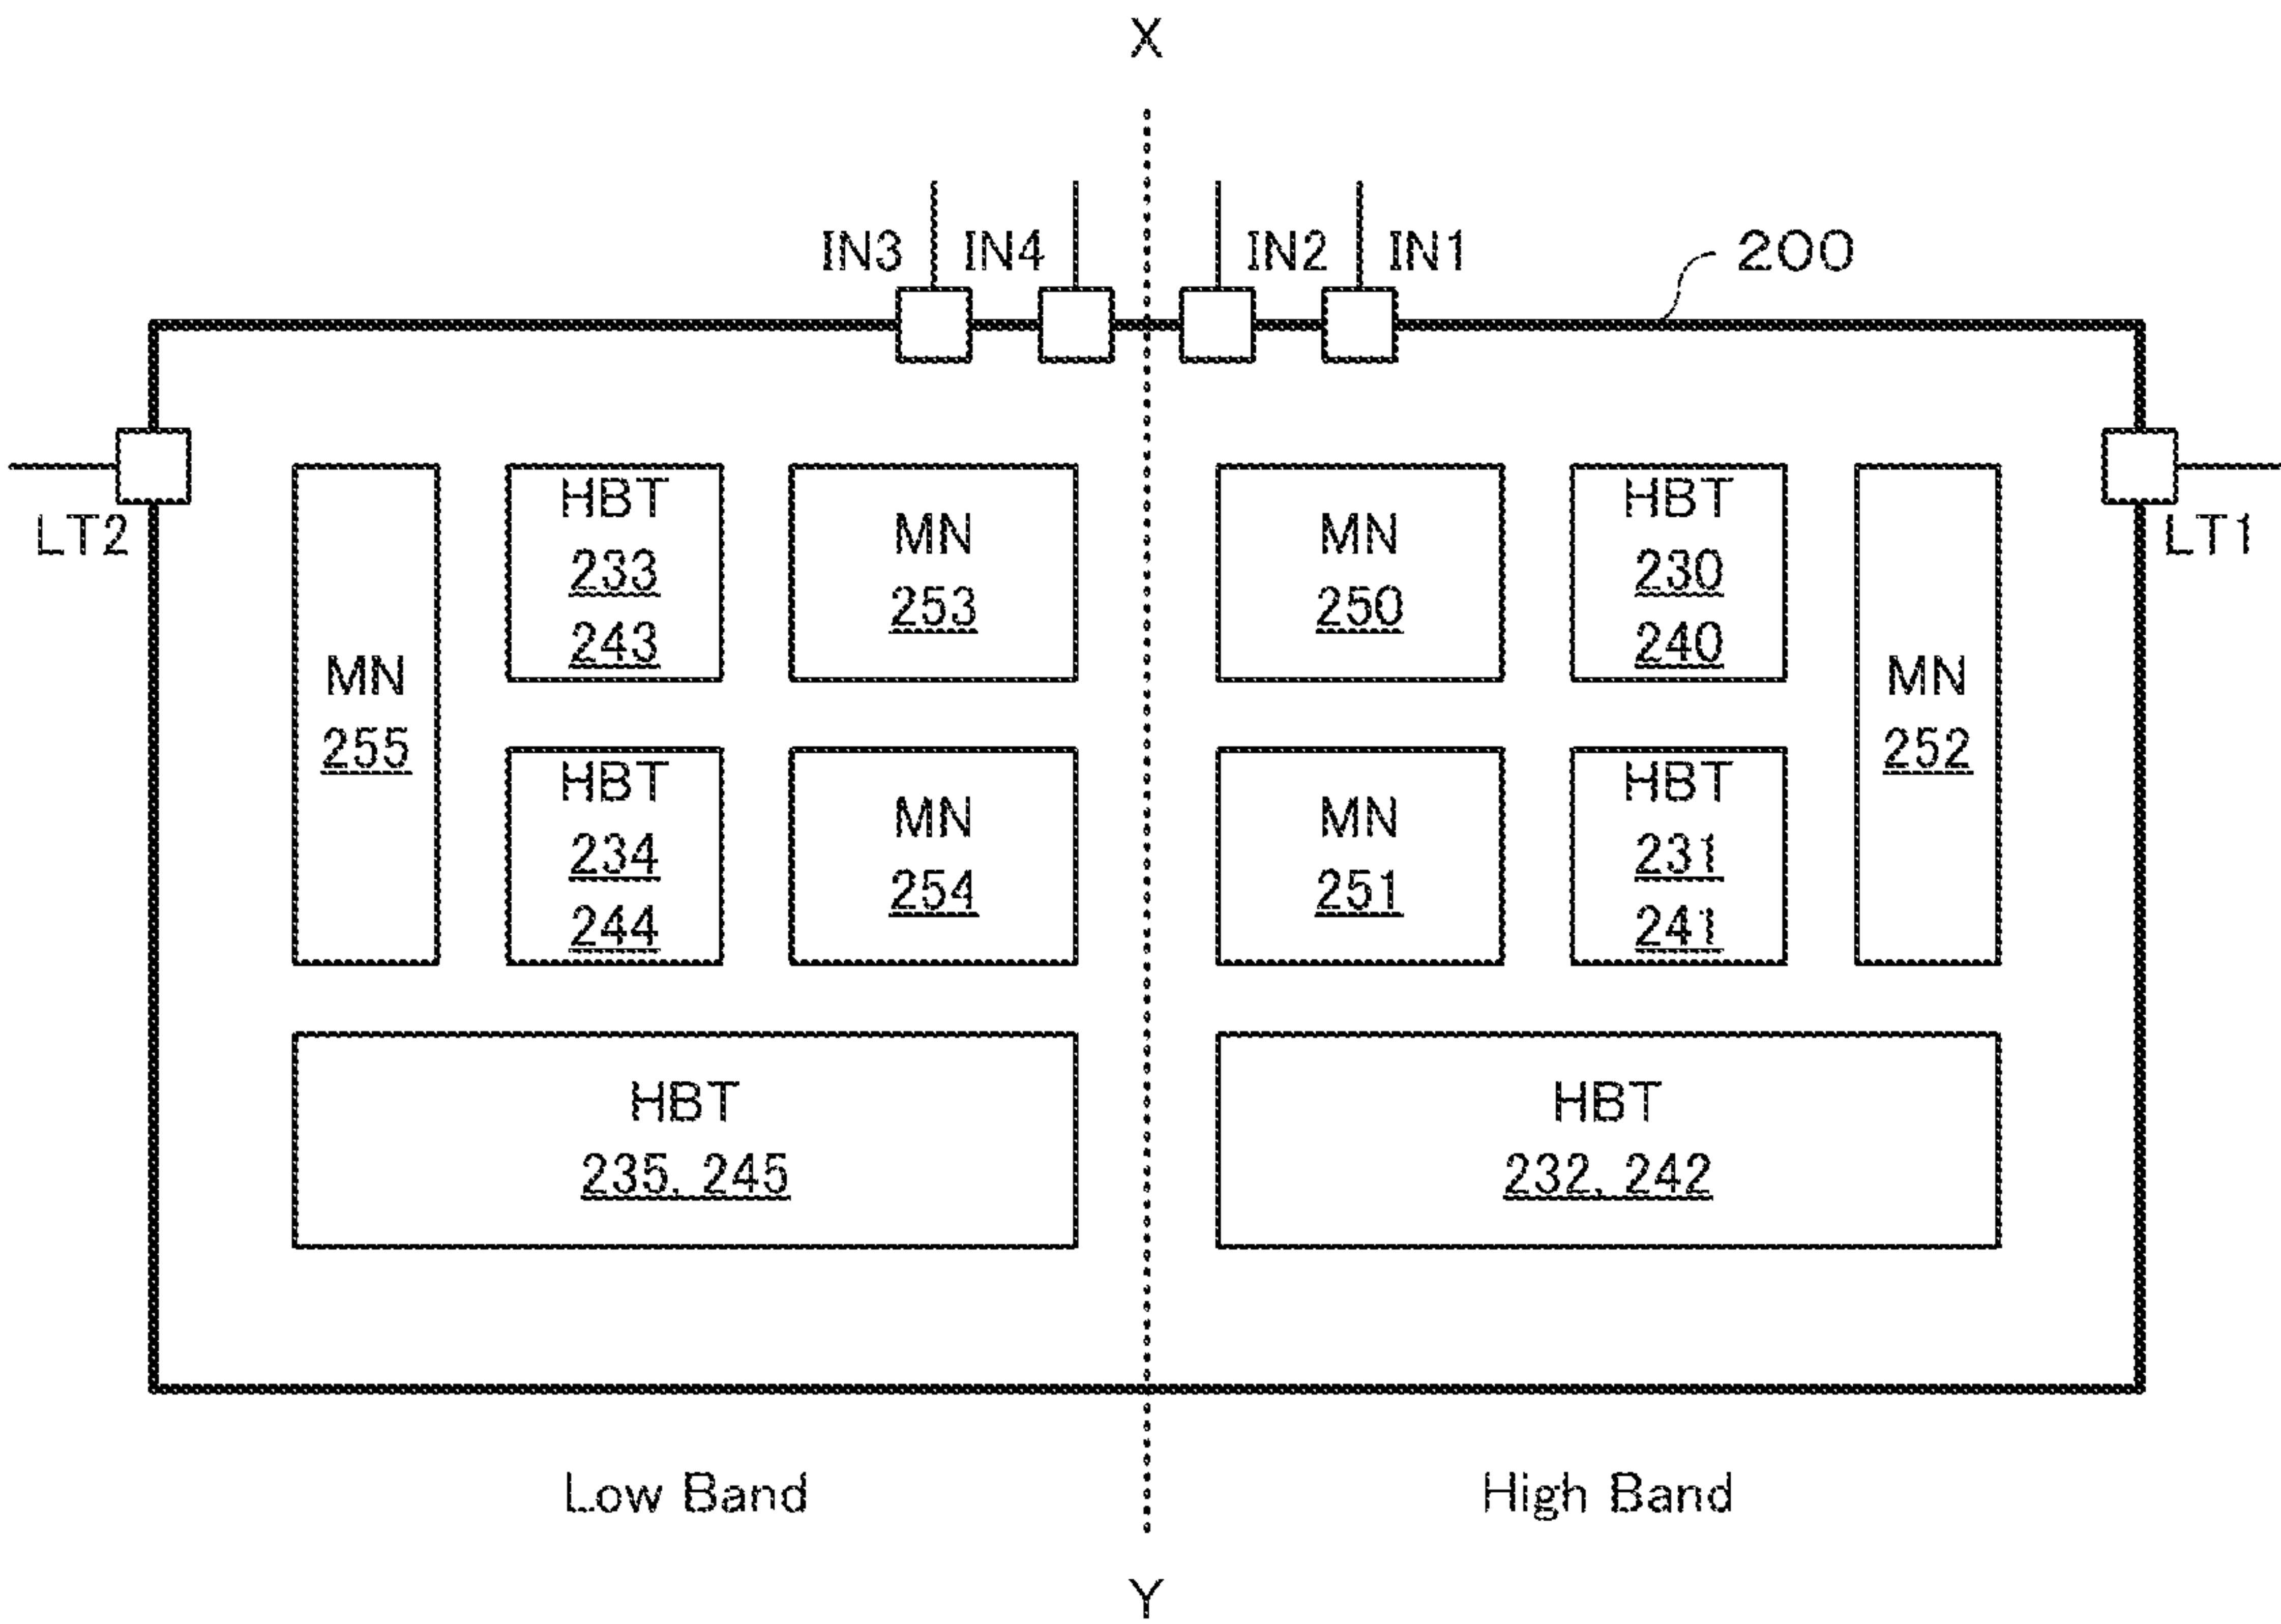 X
IN3 IN4 IN2 IN1 200
LT2 LT1
HBT
233
243
MN
253
MN
250
HBT
230
240
MN
255
MN
252
HBT
234
244
MN
254
MN
251
HBT
231
241
HBT
235, 245
HBT
232, 242
Low Band High Band
Y